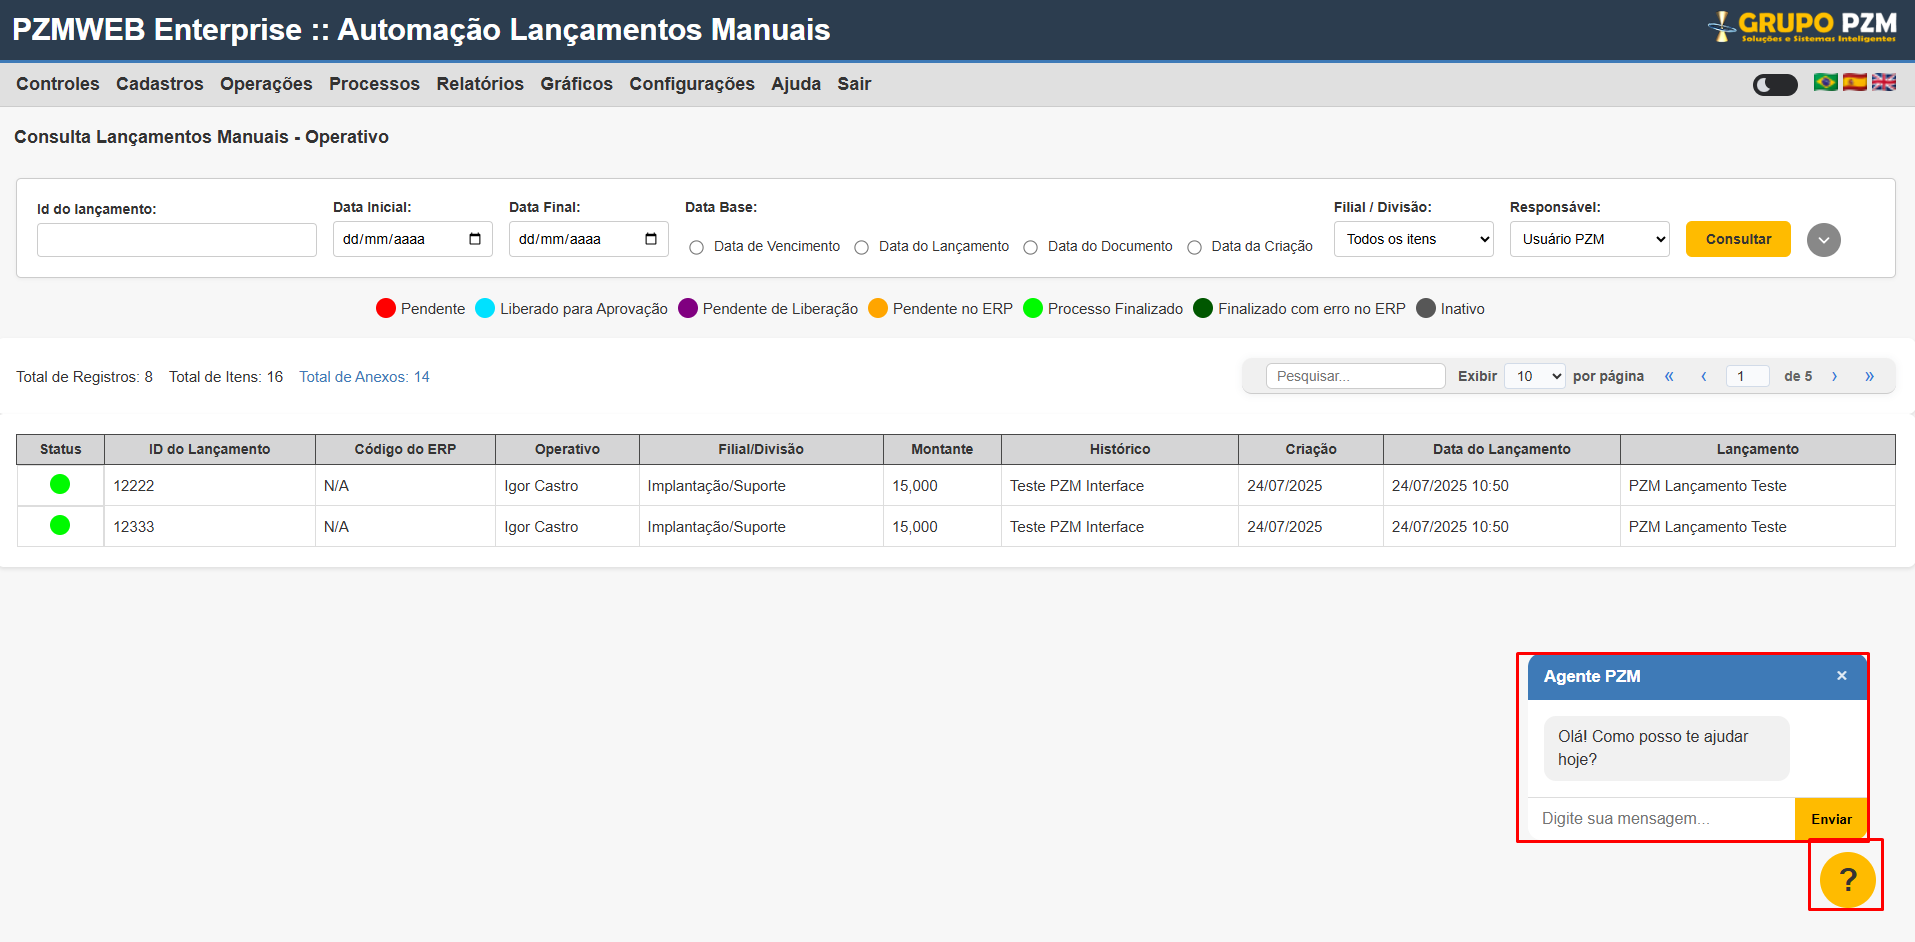 PZMWEB Enterprise :: Automação Lançamentos Manuais
GRUPO PZM
Soluções e Sistemas Inteligentes
Controles Cadastros Operações Processos Relatórios Gráficos Configurações Ajuda Sair
Consulta Lançamentos Manuais - Operativo
Id do lançamento: Data Inicial: Data Final: Data Base: Filial / Divisão: Responsável:
dd/mm/aaaa dd/mm/aaaa Data de Vencimento Data do Lançamento Data do Documento Data da Criação Todos os itens Usuário PZM Consultar
Pendente Liberado para Aprovação Pendente de Liberação Pendente no ERP Processo Finalizado Finalizado com erro no ERP Inativo
Total de Registros: 8 Total de Itens: 16 Total de Anexos: 14 Pesquisar... Exibir 10 por página « ‹ 1 de 5 › »
Status ID do Lançamento Código do ERP Operativo Filial/Divisão Montante Histórico Criação Data do Lançamento Lançamento
12222 N/A Igor Castro Implantação/Suporte 15,000 Teste PZM Interface 24/07/2025 24/07/2025 10:50 PZM Lançamento Teste
12333 N/A Igor Castro Implantação/Suporte 15,000 Teste PZM Interface 24/07/2025 24/07/2025 10:50 PZM Lançamento Teste
Agente PZM ×
Olá! Como posso te ajudar
hoje?
Digite sua mensagem... Enviar
?